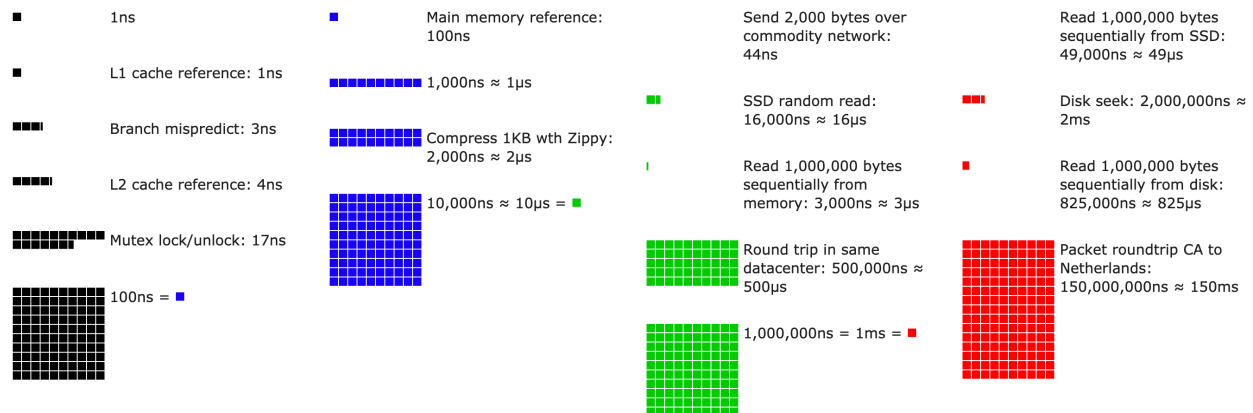 1ns
L1 cache reference: 1ns
Branch mispredict: 3ns
L2 cache reference: 4ns
Mutex lock/unlock: 17ns
100ns =
Main memory reference:
100ns
1,000ns ≈ 1μs
Compress 1KB wth Zippy:
2,000ns ≈ 2μs
10,000ns ≈ 10μs =
Send 2,000 bytes over
commodity network:
44ns
SSD random read:
16,000ns ≈ 16μs
Read 1,000,000 bytes
sequentially from
memory: 3,000ns ≈ 3μs
Round trip in same
datacenter: 500,000ns ≈
500μs
1,000,000ns = 1ms =
Read 1,000,000 bytes
sequentially from SSD:
49,000ns ≈ 49μs
Disk seek: 2,000,000ns ≈
2ms
Read 1,000,000 bytes
sequentially from disk:
825,000ns ≈ 825μs
Packet roundtrip CA to
Netherlands:
150,000,000ns ≈ 150ms